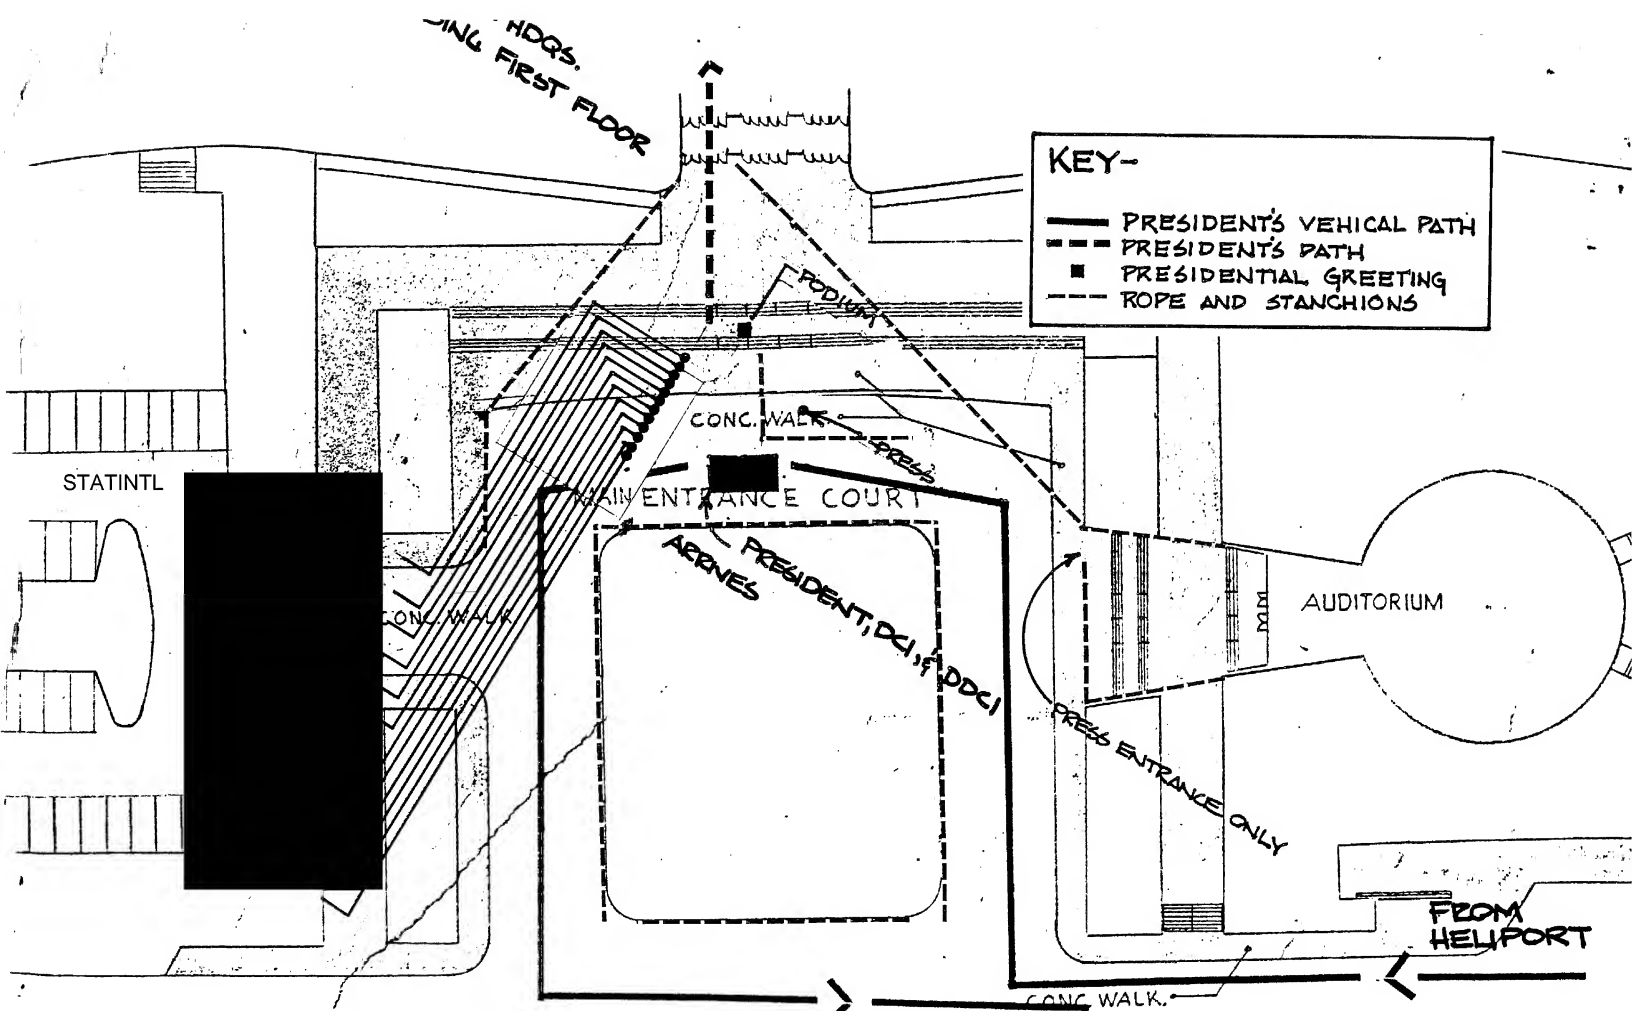 HDQS.
FIRST FLOOR
KEY-
PRESIDENT'S VEHICAL PATH
PRESIDENT'S PATH
PRESIDENTIAL GREETING
ROPE AND STANCHIONS
PODIUM
CONC. WALK.
PRESS
STATINTL
MAIN ENTRANCE COURT
PRESIDENT, DCI, & DDCI
ARRIVES
CONC. WALK
AUDITORIUM
PRESS ENTRANCE ONLY
FROM
HELIPORT
CONC. WALK.